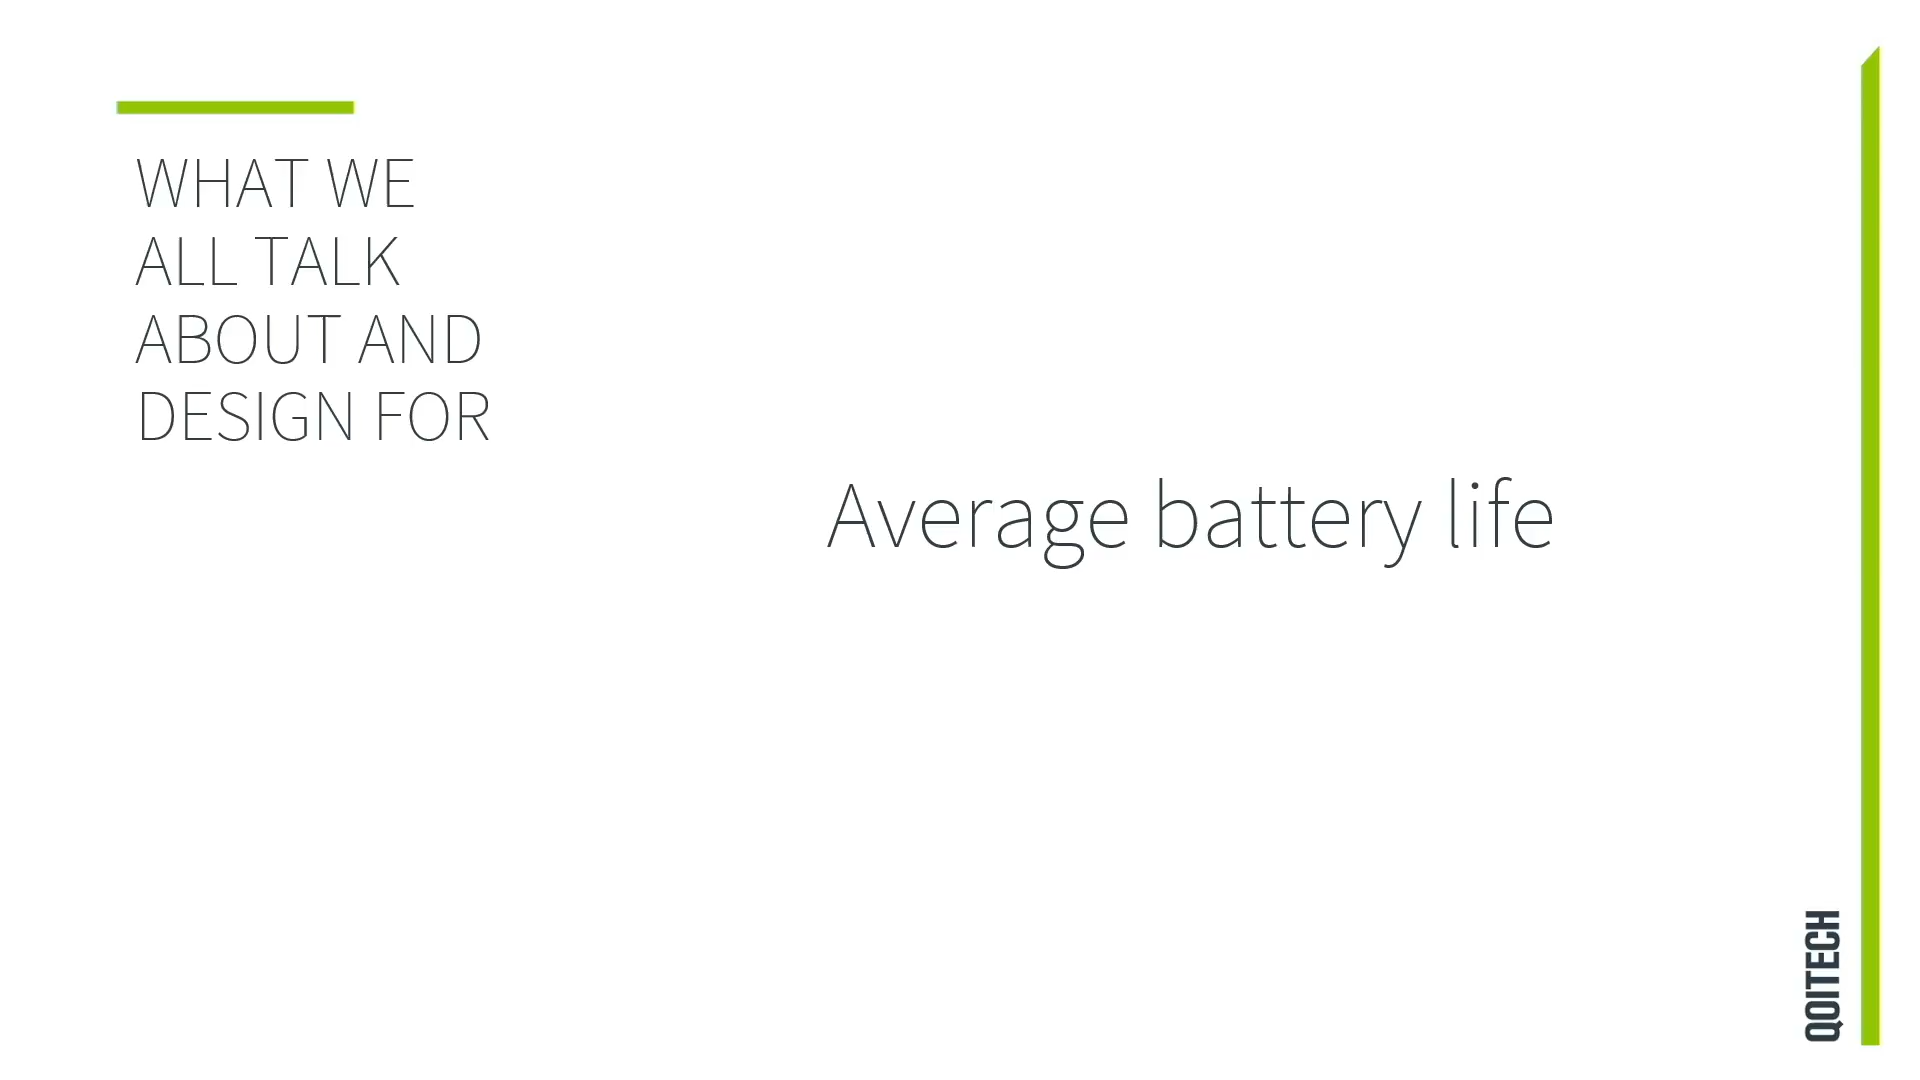 WHAT WE
ALL TALK
ABOUT AND
DESIGN FOR
Average battery life
QOITECH